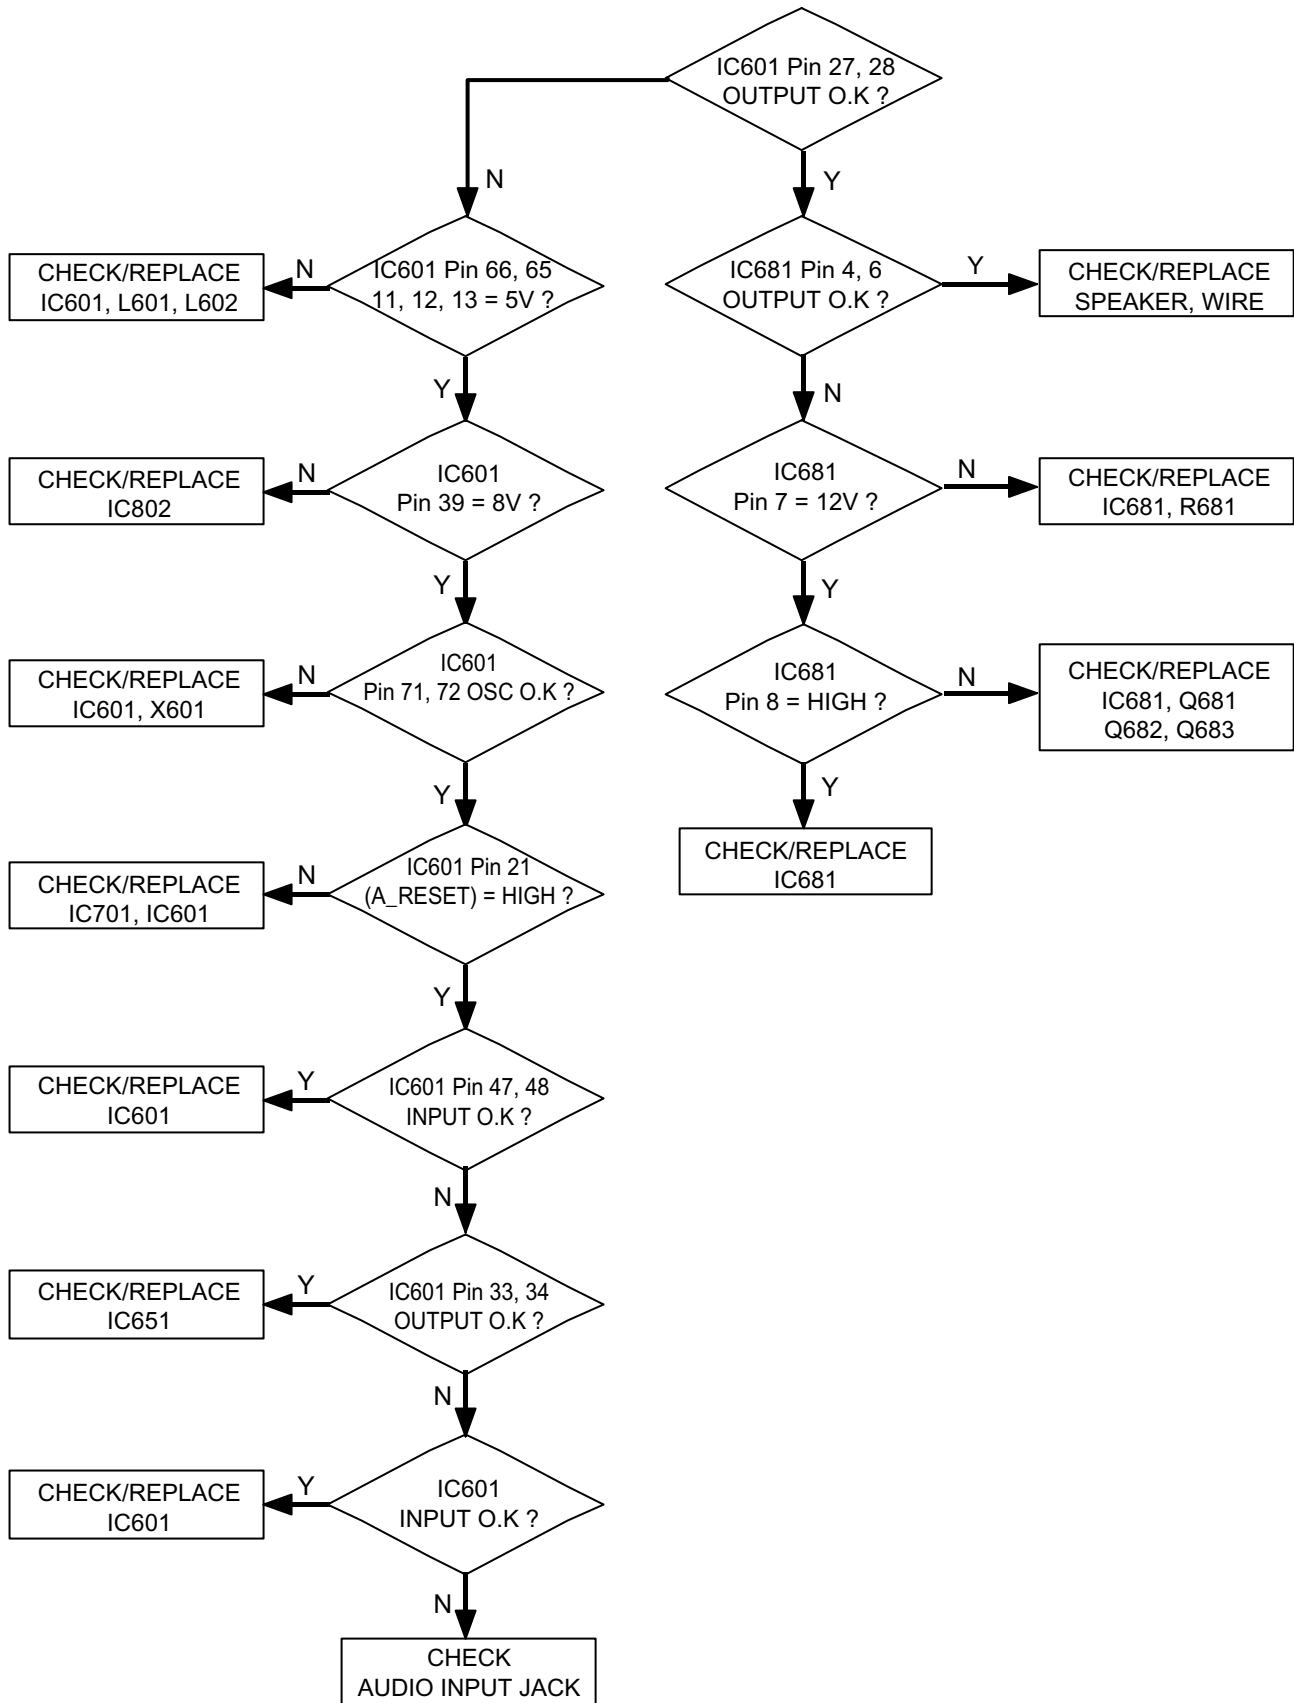 IC601 Pin 27, 28
OUTPUT O.K ?
N
Y
CHECK/REPLACE
IC601, L601, L602
N
IC601 Pin 66, 65
11, 12, 13 = 5V ?
IC681 Pin 4, 6
OUTPUT O.K ?
Y
CHECK/REPLACE
SPEAKER, WIRE
Y
N
CHECK/REPLACE
IC802
N
IC601
Pin 39 = 8V ?
IC681
Pin 7 = 12V ?
N
CHECK/REPLACE
IC681, R681
Y
Y
CHECK/REPLACE
IC601, X601
N
IC601
Pin 71, 72 OSC O.K ?
IC681
Pin 8 = HIGH ?
N
CHECK/REPLACE
IC681, Q681
Q682, Q683
Y
Y
CHECK/REPLACE
IC701, IC601
N
IC601 Pin 21
(A_RESET) = HIGH ?
CHECK/REPLACE
IC681
Y
CHECK/REPLACE
IC601
Y
IC601 Pin 47, 48
INPUT O.K ?
N
CHECK/REPLACE
IC651
Y
IC601 Pin 33, 34
OUTPUT O.K ?
N
CHECK/REPLACE
IC601
Y
IC601
INPUT O.K ?
N
CHECK
AUDIO INPUT JACK